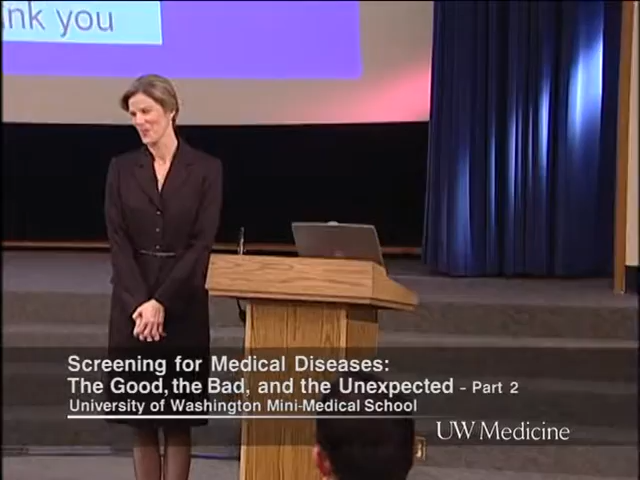 you
Screening for Medical Diseases:
The Good, the Bad, and the Unexpected - Part 2
University of Washington Mini-Medical School
UW Medicine